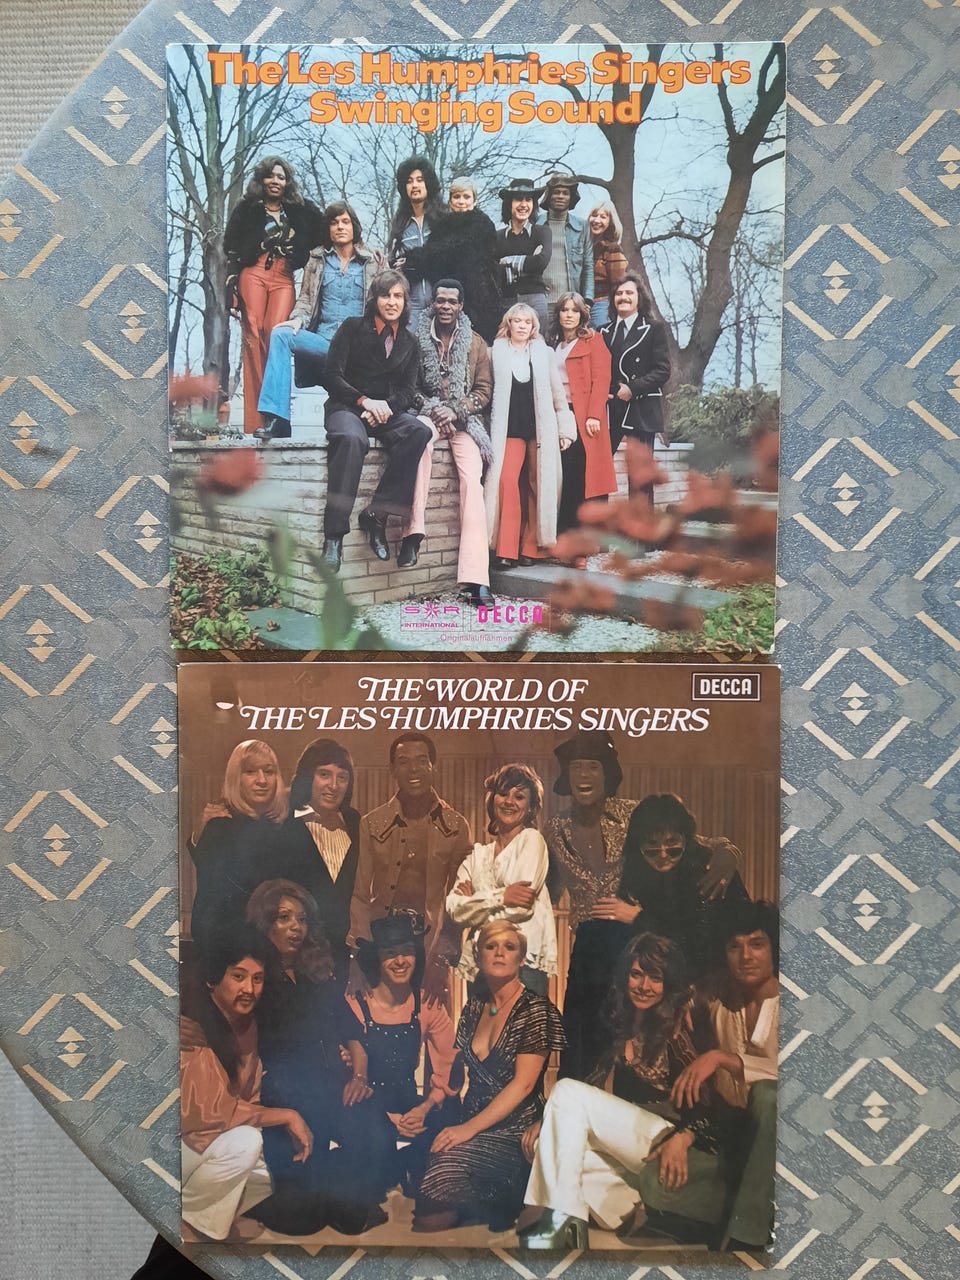 The Les Humphries Singers
Swinging Sound
S R
INTERNATIONAL
DECCA
Originalaufnahmen
THE WORLD OF
THE LES HUMPHRIES SINGERS
DECCA